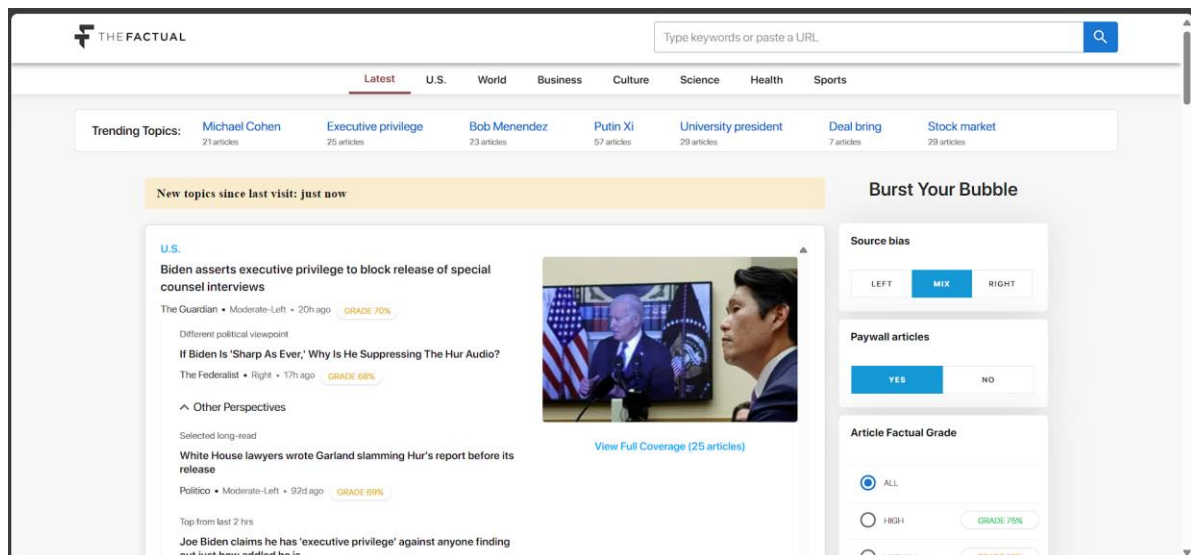 THE FACTUAL
Type keywords or paste a URL
Latest U.S. World Business Culture Science Health Sports
Trending Topics:
Michael Cohen
21 articles
Executive privilege
25 articles
Bob Menendez
23 articles
Putin Xi
57 articles
University president
29 articles
Deal bring
7 articles
Stock market
29 articles
New topics since last visit: just now
U.S.
Biden asserts executive privilege to block release of special
counsel interviews
The Guardian • Moderate-Left • 20h ago GRADE 70%
Different political viewpoint
If Biden Is 'Sharp As Ever,' Why Is He Suppressing The Hur Audio?
The Federalist • Right • 17h ago GRADE 68%
Other Perspectives
Selected long-read
White House lawyers wrote Garland slamming Hur's report before its
release
Politico • Moderate-Left • 92d ago GRADE 69%
Top from last 2 hrs
Joe Biden claims he has 'executive privilege' against anyone finding
View Full Coverage (25 articles)
Burst Your Bubble
Source bias
LEFT MIX RIGHT
Paywall articles
YES NO
Article Factual Grade
ALL
HIGH GRADE 75%